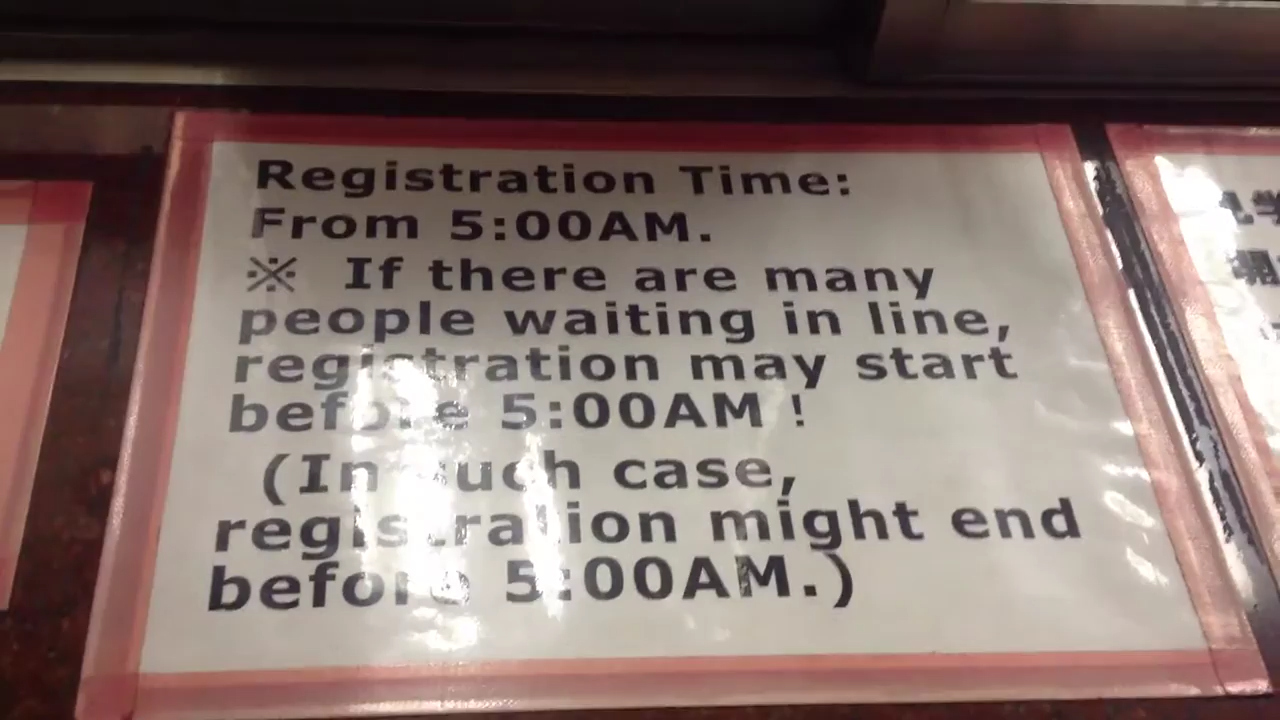 Registration Time:
From 5:00AM.
※ If there are many
people waiting in line,
registration may start
before 5:00AM !
(In such case,
registration might end
before 5:00AM.)